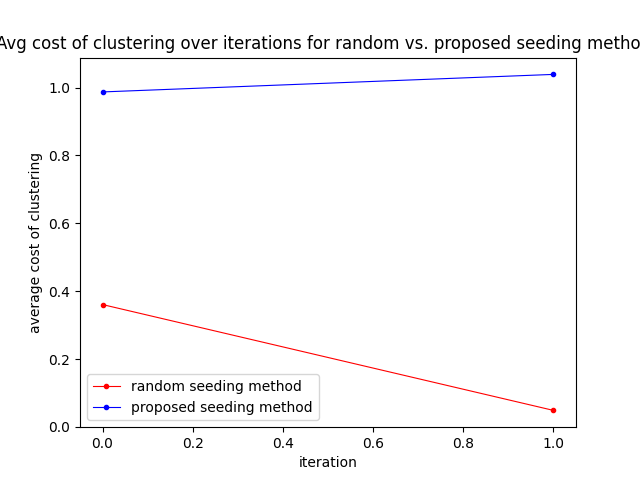 Avg cost of clustering over iterations for random vs. proposed seeding metho
1.0
0.8
0.6
0.4
0.2
0.0
average cost of clustering
random seeding method
proposed seeding method
0.0 0.2 0.4 0.6 0.8 1.0
iteration